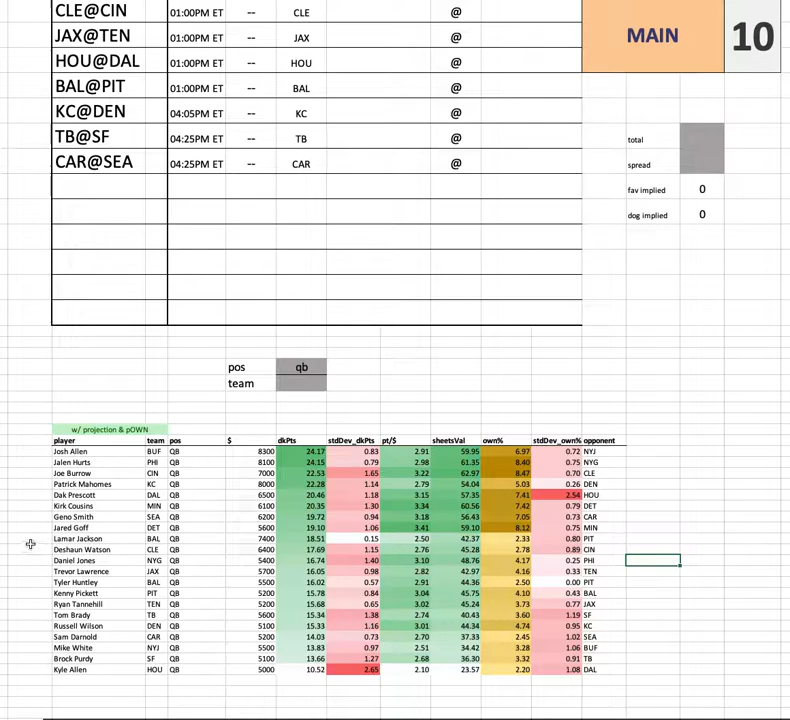 CLE@CIN 01:00PM ET -- CLE @
MAIN 10
JAX@TEN 01:00PM ET -- JAX @
HOU@DAL 01:00PM ET -- HOU @
BAL@PIT 01:00PM ET -- BAL @
KC@DEN 04:05PM ET -- KC @
TB@SF 04:25PM ET -- TB @
total
CAR@SEA 04:25PM ET -- CAR @
spread
fav implied 0
dog implied 0
pos qb
team
w/ projection & pOWN
player team pos $ dkPts stdDev_dkPts pt/$ sheetsVal own% stdDev_own% opponent
Josh Allen BUF QB 8300 24.17 0.83 2.91 59.95 6.97 0.72 NYJ
Jalen Hurts PHI QB 8100 24.15 0.79 2.98 61.35 8.40 0.75 NYG
Joe Burrow CIN QB 7000 22.53 1.65 3.22 62.97 8.47 0.70 CLE
Patrick Mahomes KC QB 8000 22.28 1.14 2.79 54.04 5.03 0.26 DEN
Dak Prescott DAL QB 6500 20.46 1.18 3.15 57.35 7.41 2.54 HOU
Kirk Cousins MIN QB 6100 20.35 1.30 3.34 60.56 7.42 0.79 DET
Geno Smith SEA QB 6200 19.72 0.94 3.18 56.43 7.05 0.73 CAR
Jared Goff DET QB 5600 19.10 1.06 3.41 59.10 8.12 0.75 MIN
Lamar Jackson BAL QB 7400 18.51 0.15 2.50 42.37 2.33 0.80 PIT
Deshaun Watson CLE QB 6400 17.69 1.15 2.76 45.28 2.78 0.89 CIN
Daniel Jones NYG QB 5400 16.74 1.40 3.10 48.76 4.17 0.25 PHI
Trevor Lawrence JAX QB 5700 16.05 0.98 2.82 42.97 4.16 0.33 TEN
Tyler Huntley BAL QB 5500 16.02 0.57 2.91 44.36 2.50 0.00 PIT
Kenny Pickett PIT QB 5200 15.78 0.84 3.04 45.75 4.10 0.43 BAL
Ryan Tannehill TEN QB 5200 15.68 0.65 3.02 45.24 3.73 0.77 JAX
Tom Brady TB QB 5600 15.34 1.38 2.74 40.43 3.60 1.19 SF
Russell Wilson DEN QB 5100 15.33 1.16 3.01 44.34 4.74 0.95 KC
Sam Darnold CAR QB 5200 14.03 0.73 2.70 37.33 2.45 1.02 SEA
Mike White NYJ QB 5500 13.83 0.97 2.51 34.42 3.28 1.06 BUF
Brock Purdy SF QB 5100 13.66 1.27 2.68 36.30 3.32 0.91 TB
Kyle Allen HOU QB 5000 10.52 2.65 2.10 23.57 2.20 1.08 DAL